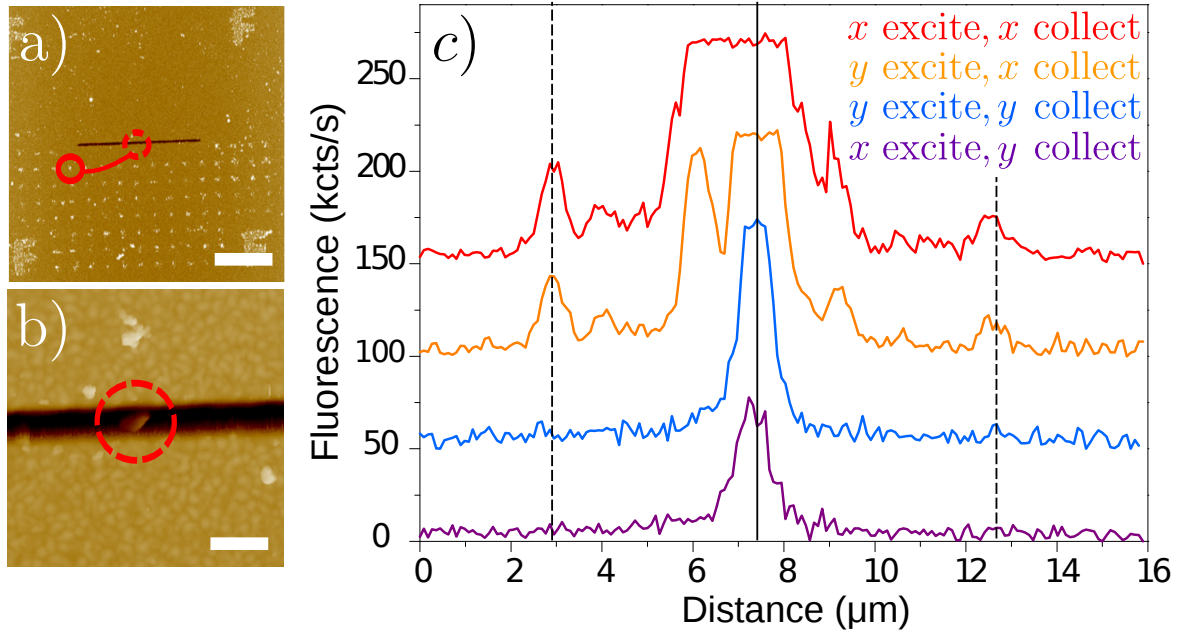 a)
b)
c)
x excite, x collect
y excite, x collect
y excite, y collect
x excite, y collect
Fluorescence (kcts/s)
250
200
150
100
50
0
0 2 4 6 8 10 12 14 16
Distance (μm)